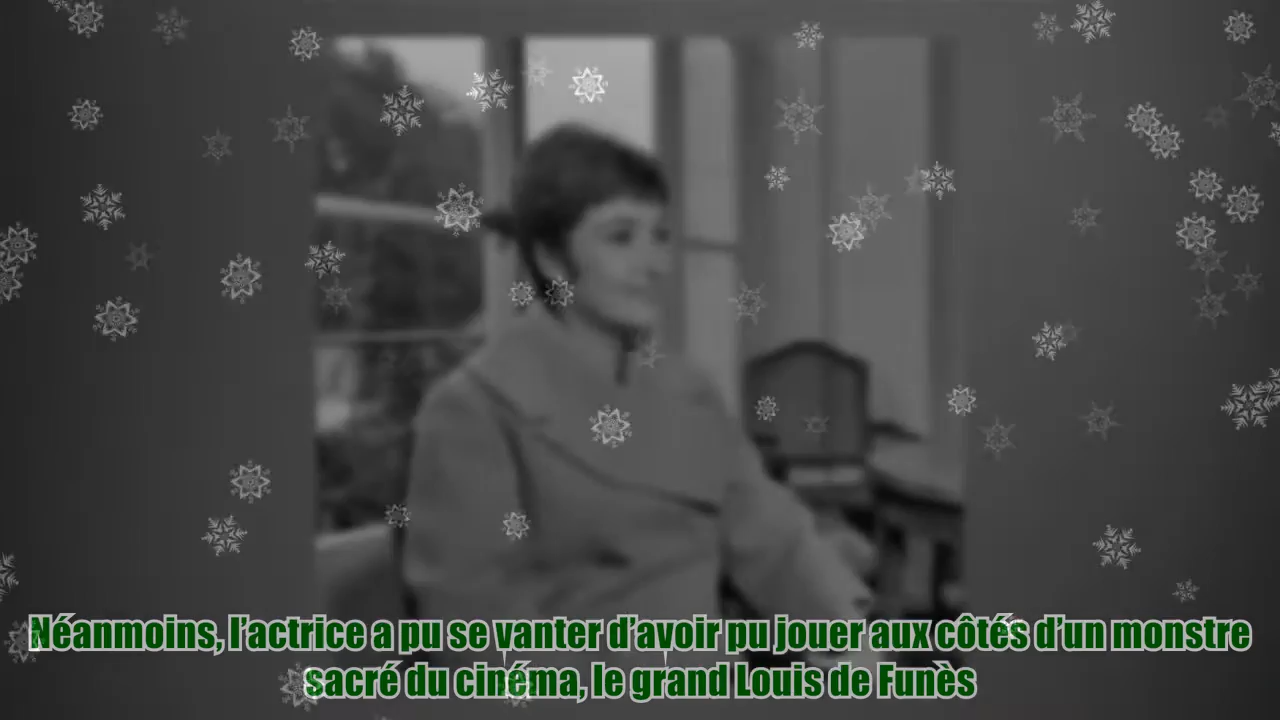 Néanmoins, l’actrice a pu se vanter d’avoir pu jouer aux côtés d’un monstre
sacré du cinéma, le grand Louis de Funès